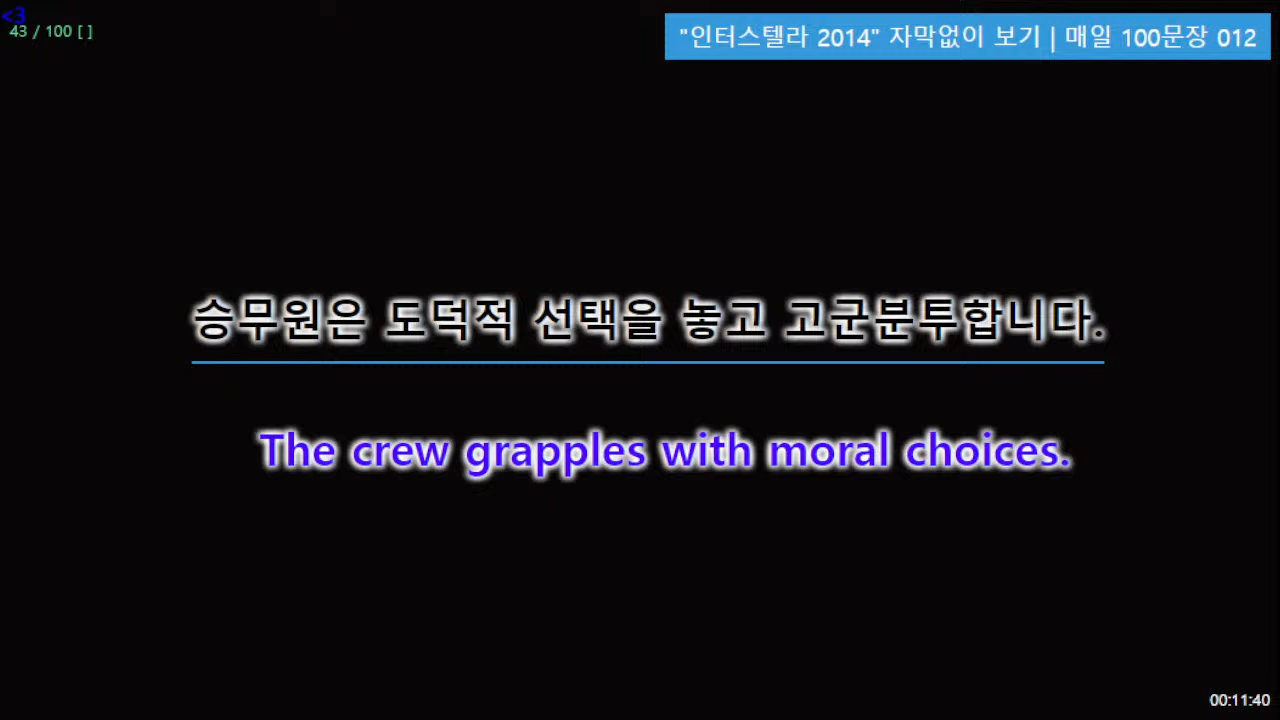 <3
43 / 100 [ ]
"인터스텔라 2014" 자막없이 보기 | 매일 100문장 012
승무원은 도덕적 선택을 놓고 고군분투합니다.
The crew grapples with moral choices.
00:11:40